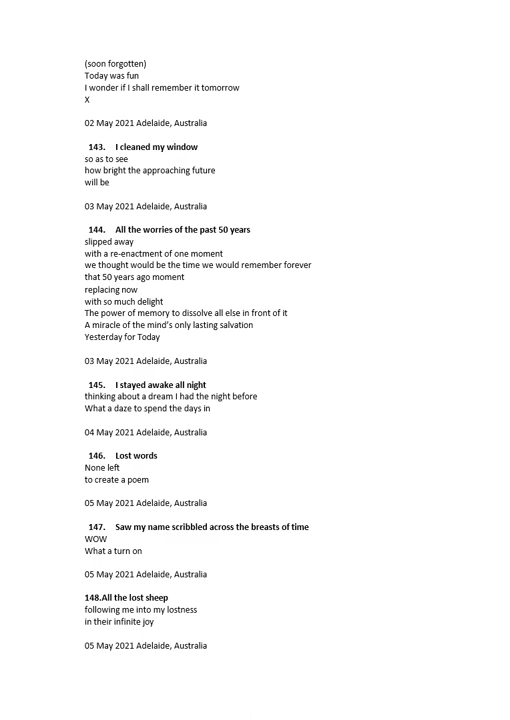 (soon forgotten)
Today was fun
I wonder if I shall remember it tomorrow
X
02 May 2021 Adelaide, Australia
143. I cleaned my window
so as to see
how bright the approaching future
will be
03 May 2021 Adelaide, Australia
144. All the worries of the past 50 years
slipped away
with a re-enactment of one moment
we thought would be the time we would remember forever
that 50 years ago moment
replacing now
with so much delight
The power of memory to dissolve all else in front of it
A miracle of the mind's only lasting salvation
Yesterday for Today
03 May 2021 Adelaide, Australia
145. I stayed awake all night
thinking about a dream I had the night before
What a daze to spend the days in
04 May 2021 Adelaide, Australia
146. Lost words
None left
to create a poem
05 May 2021 Adelaide, Australia
147. Saw my name scribbled across the breasts of time
WOW
What a turn on
05 May 2021 Adelaide, Australia
148.All the lost sheep
following me into my lostness
in their infinite joy
05 May 2021 Adelaide, Australia